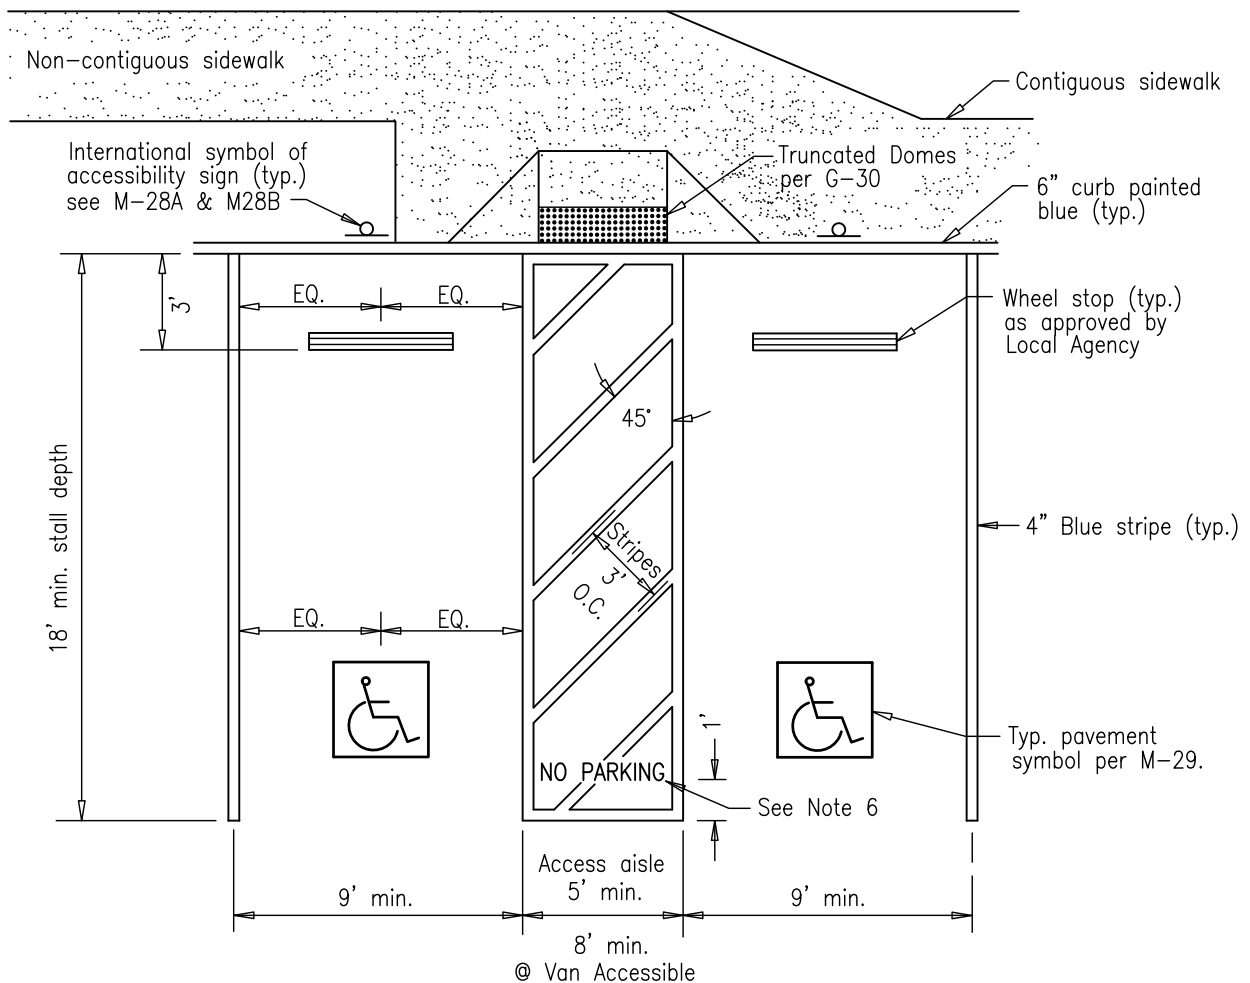 Non-contiguous sidewalk
Contiguous sidewalk
International symbol of
accessibility sign (typ.)
see M-28A & M28B
Truncated Domes
per G-30
6" curb painted
blue (typ.)
3'
EQ.
EQ.
Wheel stop (typ.)
as approved by
Local Agency
45°
18' min. stall depth
4" Blue stripe (typ.)
Stripes
3'
O.C.
EQ.
EQ.
1'
Typ. pavement
symbol per M-29.
NO PARKING
See Note 6
Access aisle
9' min.
5' min.
9' min.
8' min.
@ Van Accessible